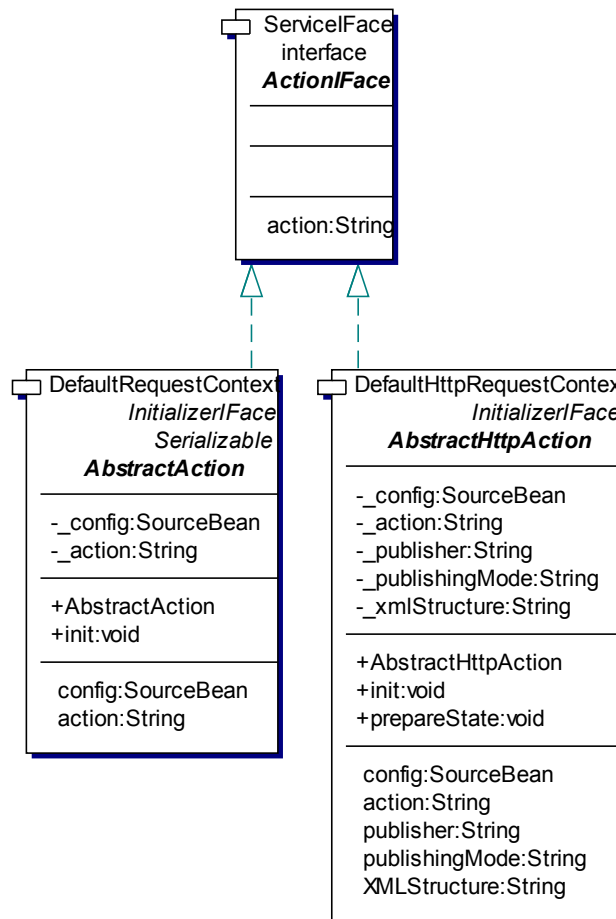 ServiceIFace
interface
ActionIFace
action:String
DefaultRequestContext
InitializerIFace
Serializable
AbstractAction
-_config:SourceBean
-_action:String
+AbstractAction
+init:void
config:SourceBean
action:String
DefaultHttpRequestContext
InitializerIFace
AbstractHttpAction
-_config:SourceBean
-_action:String
-_publisher:String
-_publishingMode:String
-_xmlStructure:String
+AbstractHttpAction
+init:void
+prepareState:void
config:SourceBean
action:String
publisher:String
publishingMode:String
XMLStructure:String